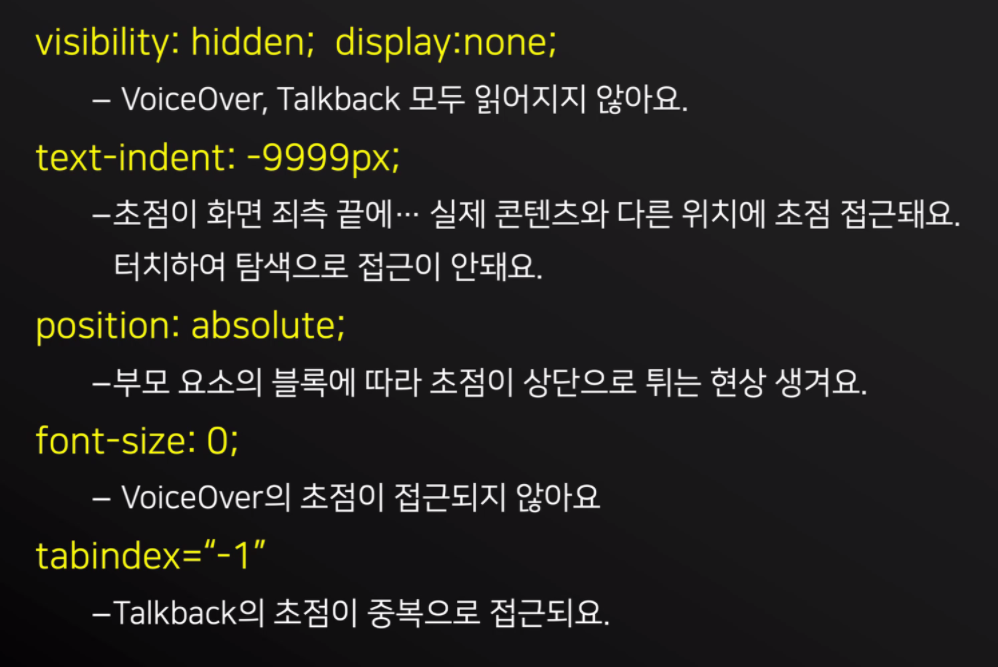 visibility: hidden;  display:none;
– VoiceOver, Talkback 모두 읽어지지 않아요.
text-indent: -9999px;
–초점이 화면 죄측 끝에… 실제 콘텐츠와 다른 위치에 초점 접근돼요.
터치하여 탐색으로 접근이 안돼요.
position: absolute;
–부모 요소의 블록에 따라 초점이 상단으로 튀는 현상 생겨요.
font-size: 0;
– VoiceOver의 초점이 접근되지 않아요
tabindex=“-1”
–Talkback의 초점이 중복으로 접근되요.